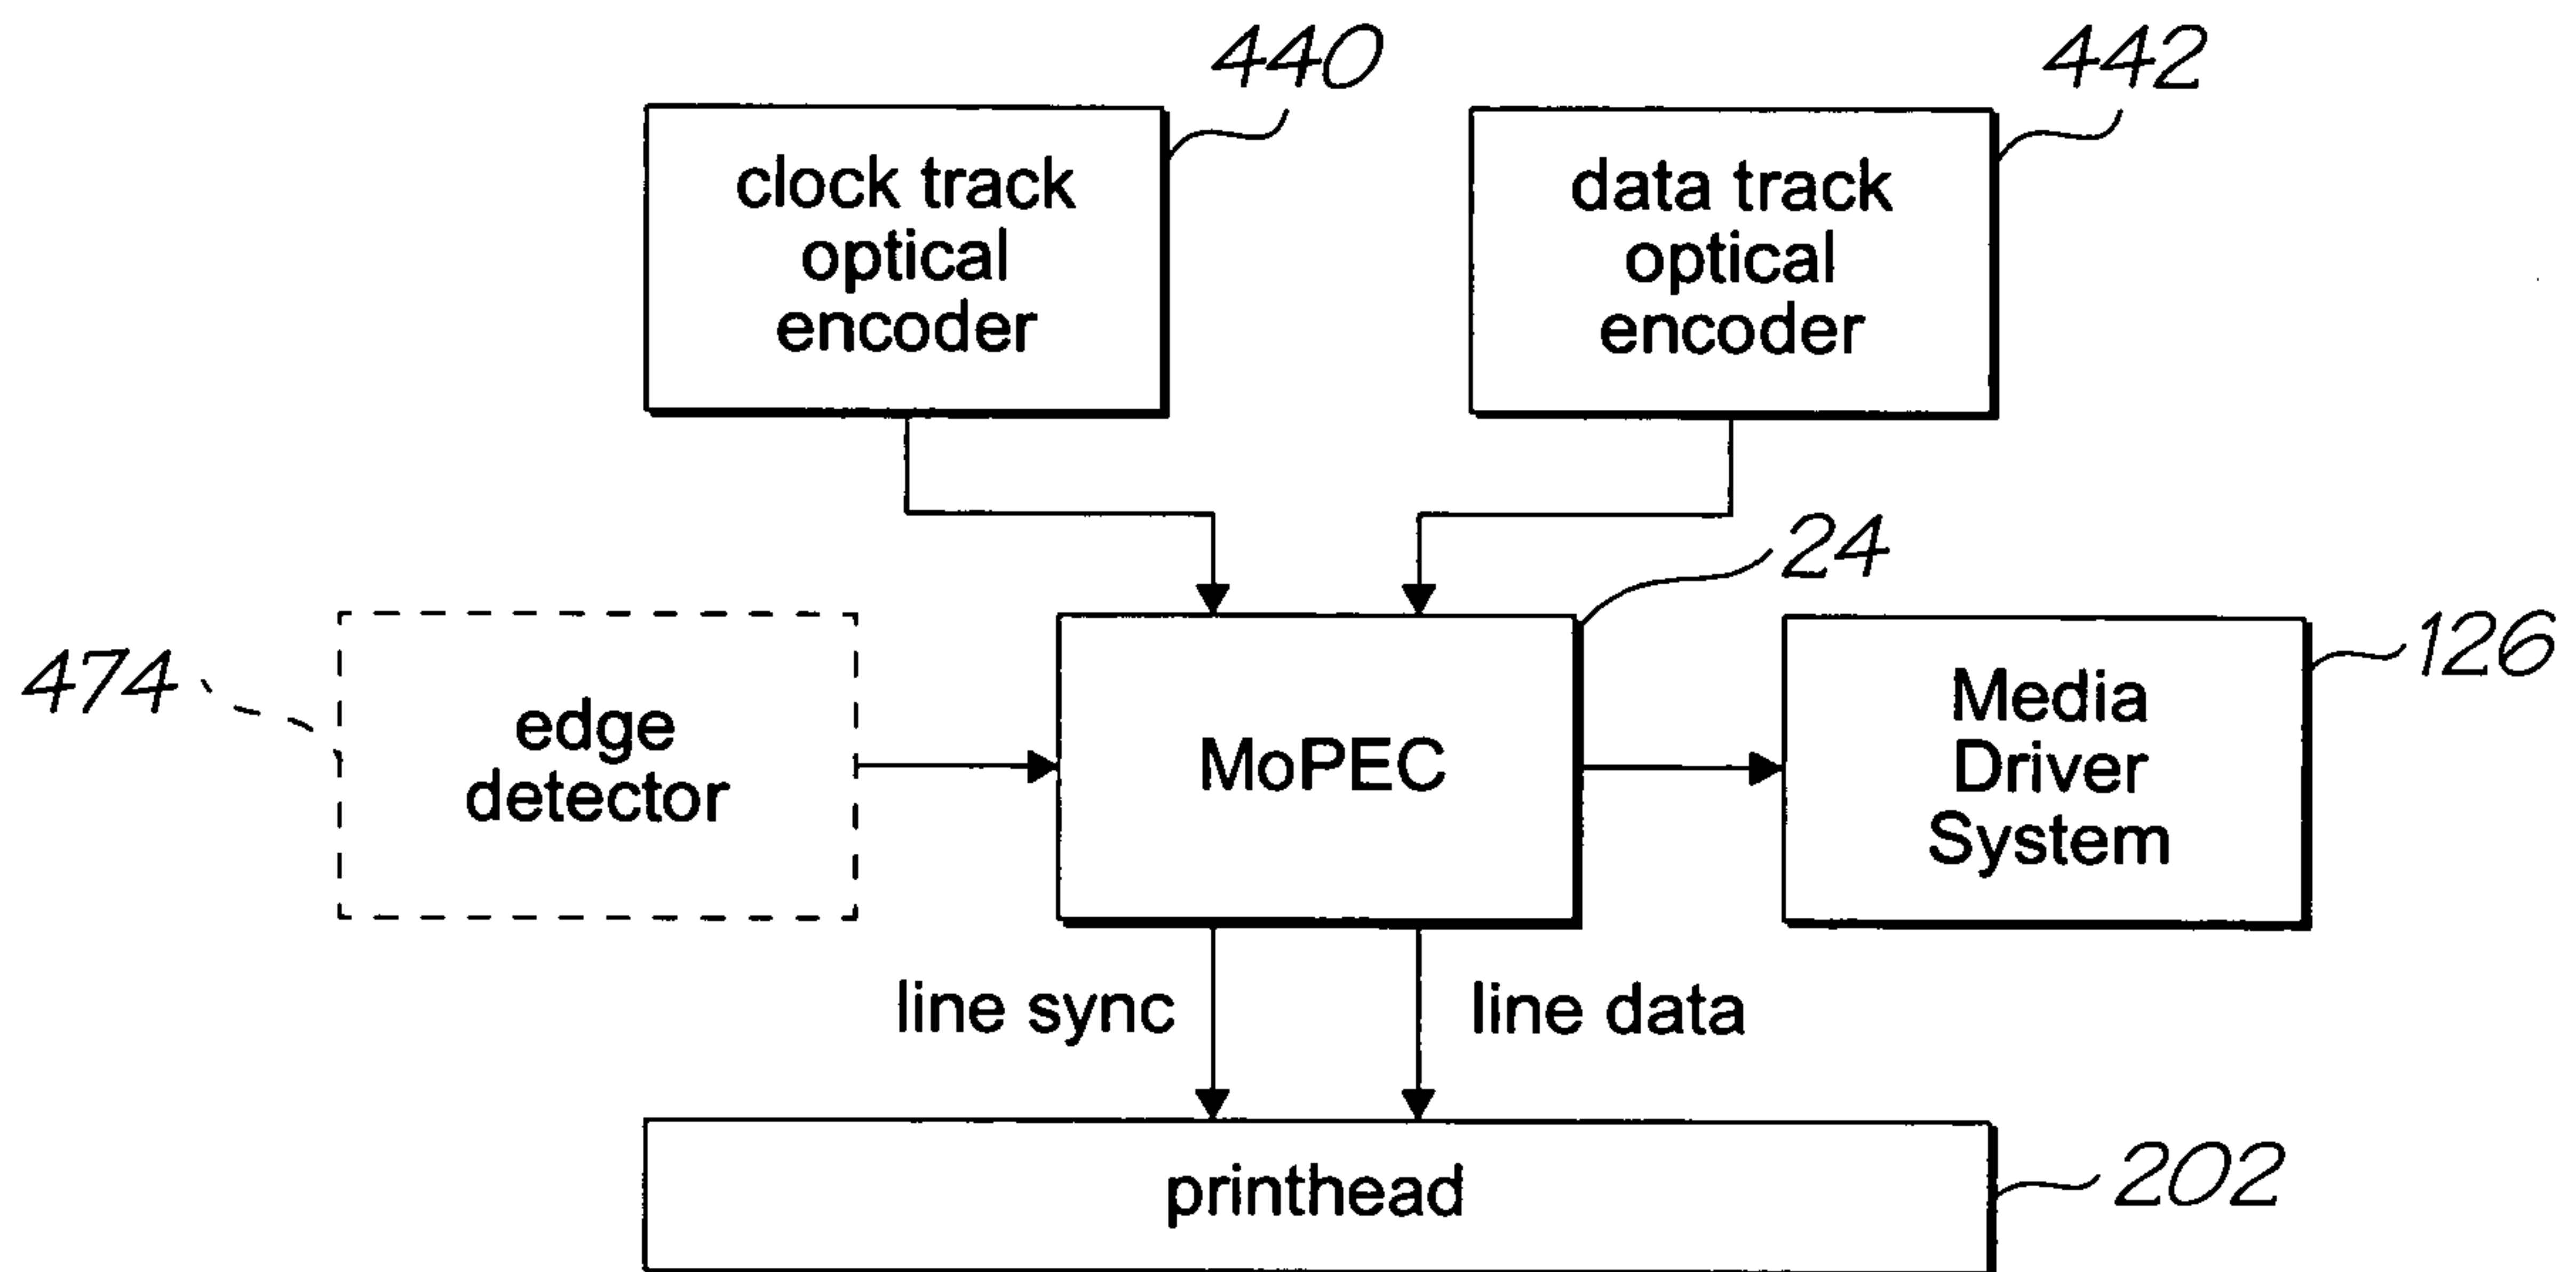 440
442
clock track
optical
encoder
data track
optical
encoder
24
474
edge
detector
MoPEC
Media
Driver
System
126
line sync
line data
printhead
202